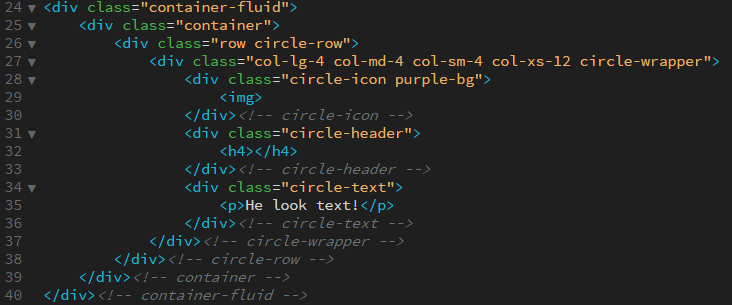 24 ▼ <div class="container-fluid">
25 ▼     <div class="container">
26 ▼         <div class="row circle-row">
27 ▼             <div class="col-lg-4 col-md-4 col-sm-4 col-xs-12 circle-wrapper">
28 ▼                 <div class="circle-icon purple-bg">
29                       <img>
30                   </div><!-- circle-icon -->
31 ▼                 <div class="circle-header">
32                       <h4></h4>
33                   </div><!-- circle-header -->
34 ▼                 <div class="circle-text">
35                       <p>He look text!</p>
36                   </div><!-- circle-text -->
37               </div><!-- circle-wrapper -->
38           </div><!-- circle-row -->
39       </div><!-- container -->
40   </div><!-- container-fluid -->